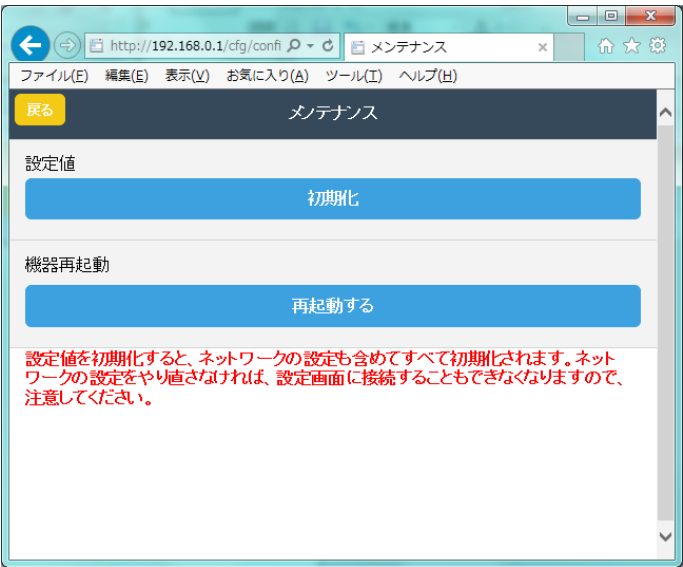 http://192.168.0.1/cfg/confi
メンテナンス
ファイル(F) 編集(E) 表示(V) お気に入り(A) ツール(T) ヘルプ(H)
戻る
メンテナンス
設定値
初期化
機器再起動
再起動する
設定値を初期化すると、ネットワークの設定も含めてすべて初期化されます。ネット
ワークの設定をやり直さなければ、設定画面に接続することもできなくなりますので、
注意してください。